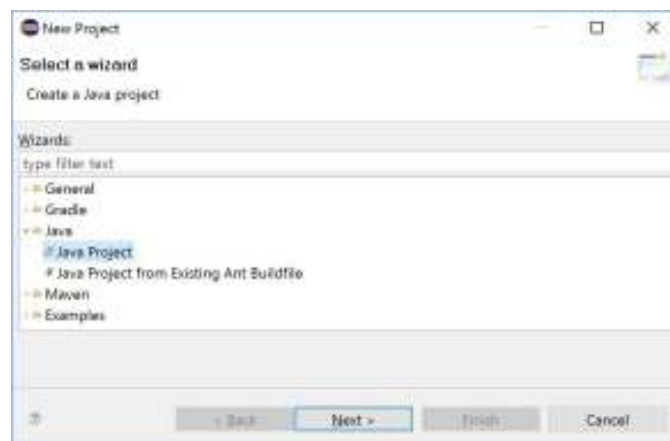 New Project
Select a wizard
Create a Java project
Wizards:
type filter text
General
Gradle
Java
Java Project
Java Project from Existing Ant Buildfile
Maven
Examples
< Back
Next >
Finish
Cancel